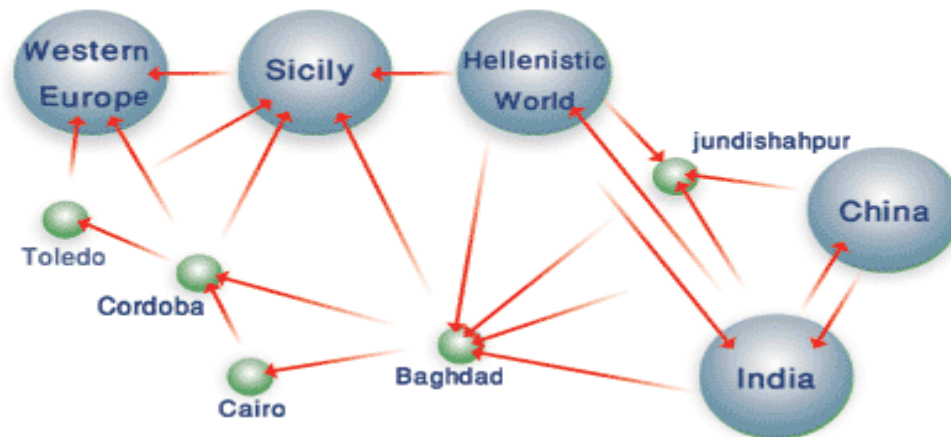 Western
Europe
Sicily
Hellenistic
World
jundishahpur
China
Toledo
Cordoba
Baghdad
India
Cairo